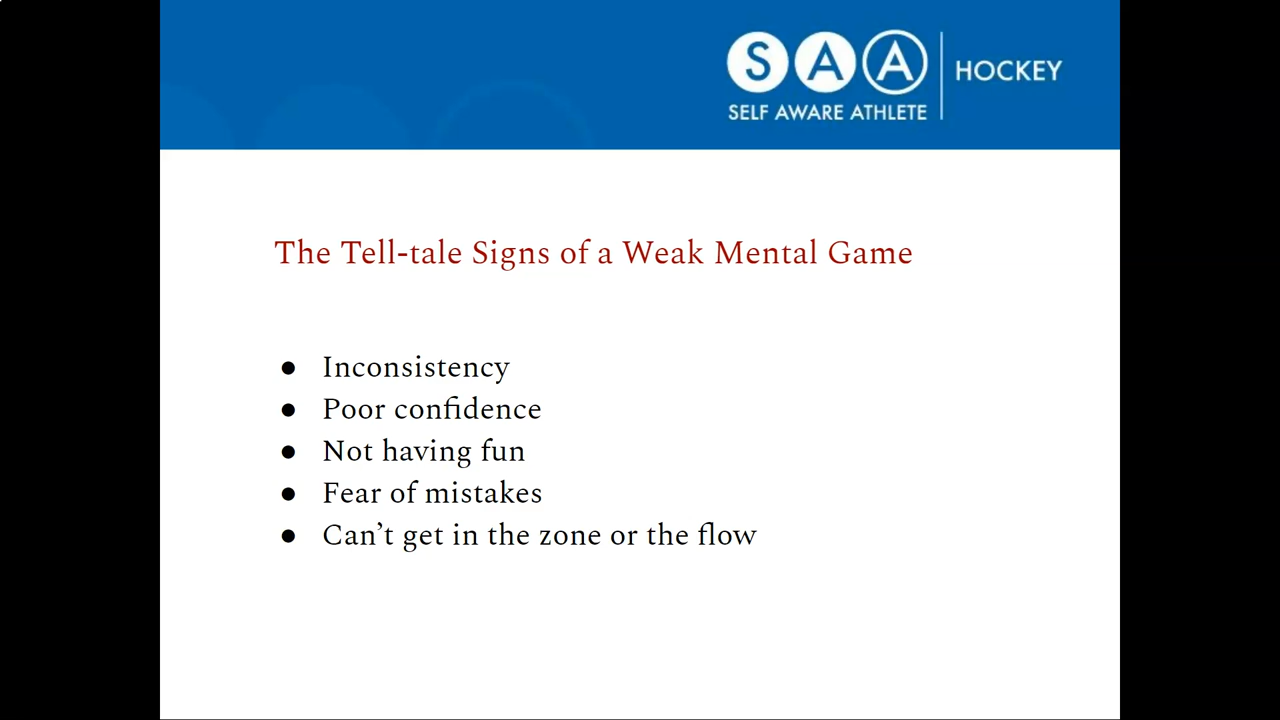 SAA
SELF AWARE ATHLETE
HOCKEY
The Tell-tale Signs of a Weak Mental Game
● Inconsistency
● Poor confidence
● Not having fun
● Fear of mistakes
● Can’t get in the zone or the flow